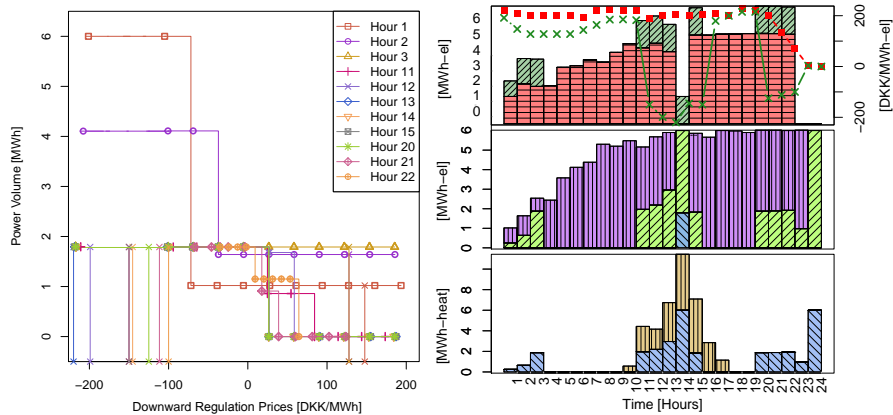 Power Volume [MWh]
6
5
4
3
2
1
0
−200
−100
0
100
200
Downward Regulation Prices [DKK/MWh]
Hour 1
Hour 2
Hour 3
Hour 11
Hour 12
Hour 13
Hour 14
Hour 15
Hour 20
Hour 21
Hour 22
[MWh−el]
6
5
4
3
2
1
0
200
0
−200
[DKK/MWh−el]
[MWh−el]
6
5
4
3
2
1
0
[MWh−heat]
10
8
6
4
2
0
1 2 3 4 5 6 7 8 9 10 11 12 13 14 15 16 17 18 19 20 21 22 23 24
Time [Hours]